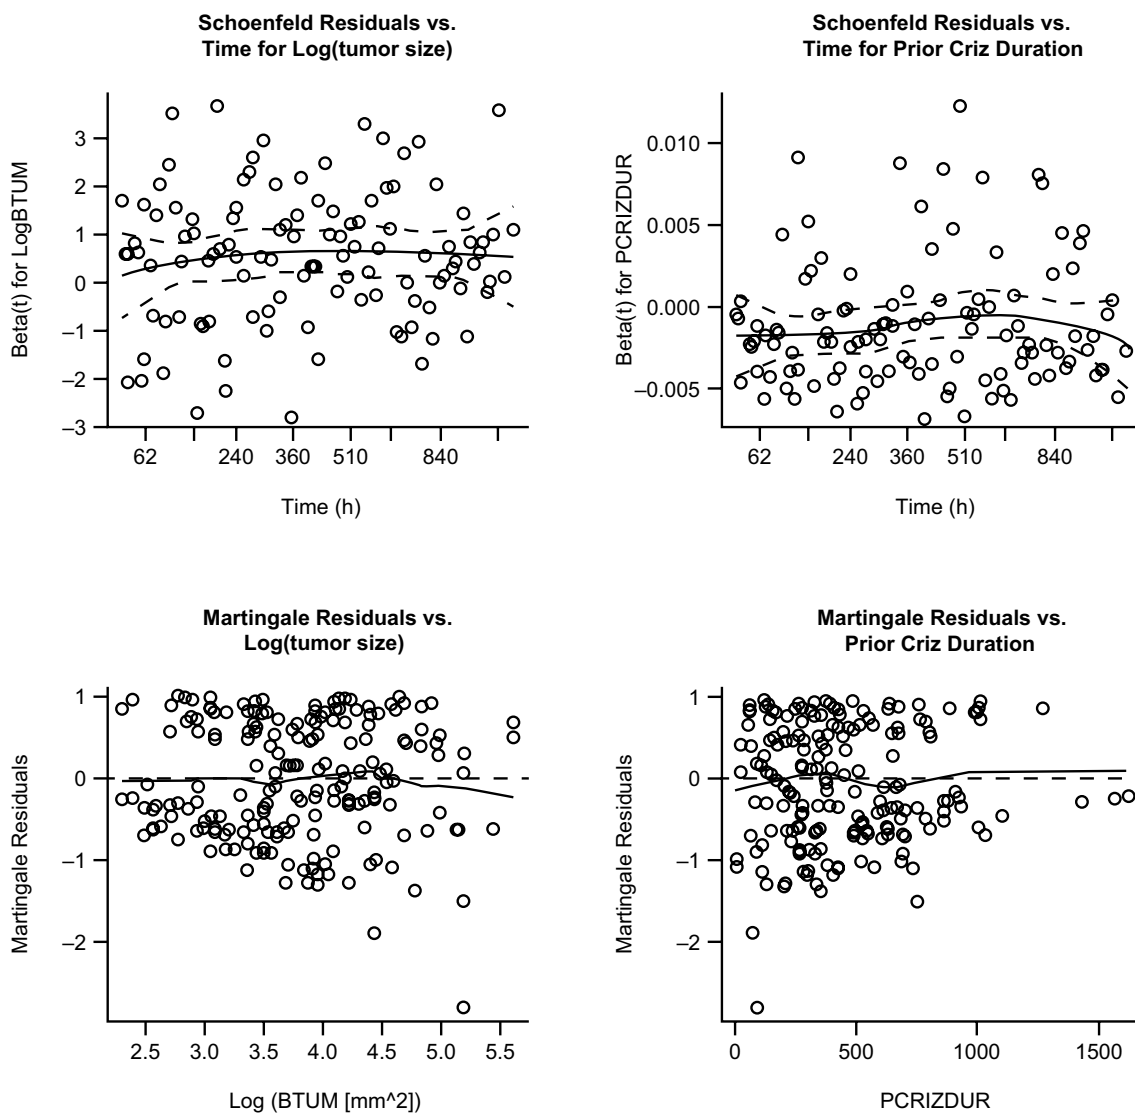 Schoenfeld Residuals vs.
Time for Log(tumor size)
Beta(t) for LogBTUM
3
2
1
0
–1
–2
–3
62
240
360
510
840
Time (h)
Schoenfeld Residuals vs.
Time for Prior Criz Duration
Beta(t) for PCRIZDUR
0.010
0.005
0.000
–0.005
62
240
360
510
840
Time (h)
Martingale Residuals vs.
Log(tumor size)
Martingale Residuals
1
0
–1
–2
2.5
3.0
3.5
4.0
4.5
5.0
5.5
Log (BTUM [mm^2])
Martingale Residuals vs.
Prior Criz Duration
Martingale Residuals
1
0
–1
–2
0
500
1000
1500
PCRIZDUR